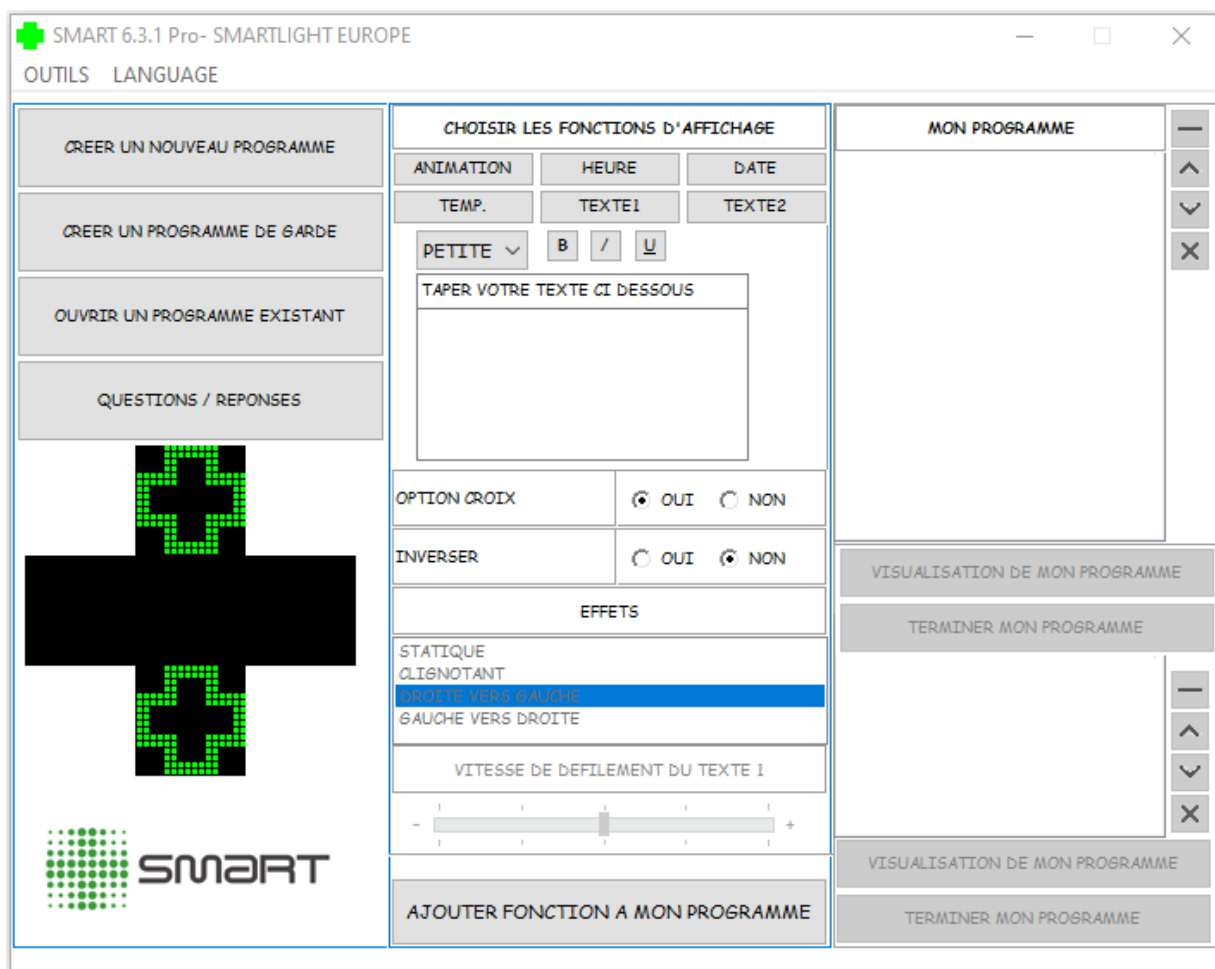 SMART 6.3.1 Pro- SMARTLIGHT EUROPE
OUTILS LANGUAGE
CREER UN NOUVEAU PROGRAMME
CREER UN PROGRAMME DE GARDE
OUVRIR UN PROGRAMME EXISTANT
QUESTIONS / REPONSES
SMART
CHOISIR LES FONCTIONS D'AFFICHAGE
ANIMATION HEURE DATE
TEMP. TEXTE1 TEXTE2
PETITE B / U
TAPER VOTRE TEXTE CI DESSOUS
OPTION CROIX OUI NON
INVERSER OUI NON
EFFETS
STATIQUE
CLIGNOTANT
DROITE VERS GAUCHE
GAUCHE VERS DROITE
VITESSE DE DEFILEMENT DU TEXTE 1
- +
AJOUTER FONCTION A MON PROGRAMME
MON PROGRAMME
VISUALISATION DE MON PROGRAMME
TERMINER MON PROGRAMME
VISUALISATION DE MON PROGRAMME
TERMINER MON PROGRAMME